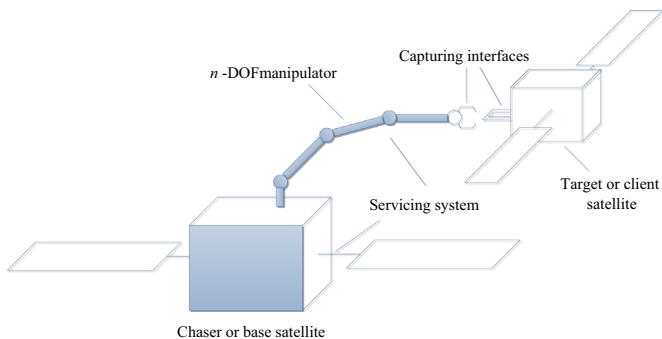 Capturing interfaces
n -DOFmanipulator
Target or client
satellite
Servicing system
Chaser or base satellite